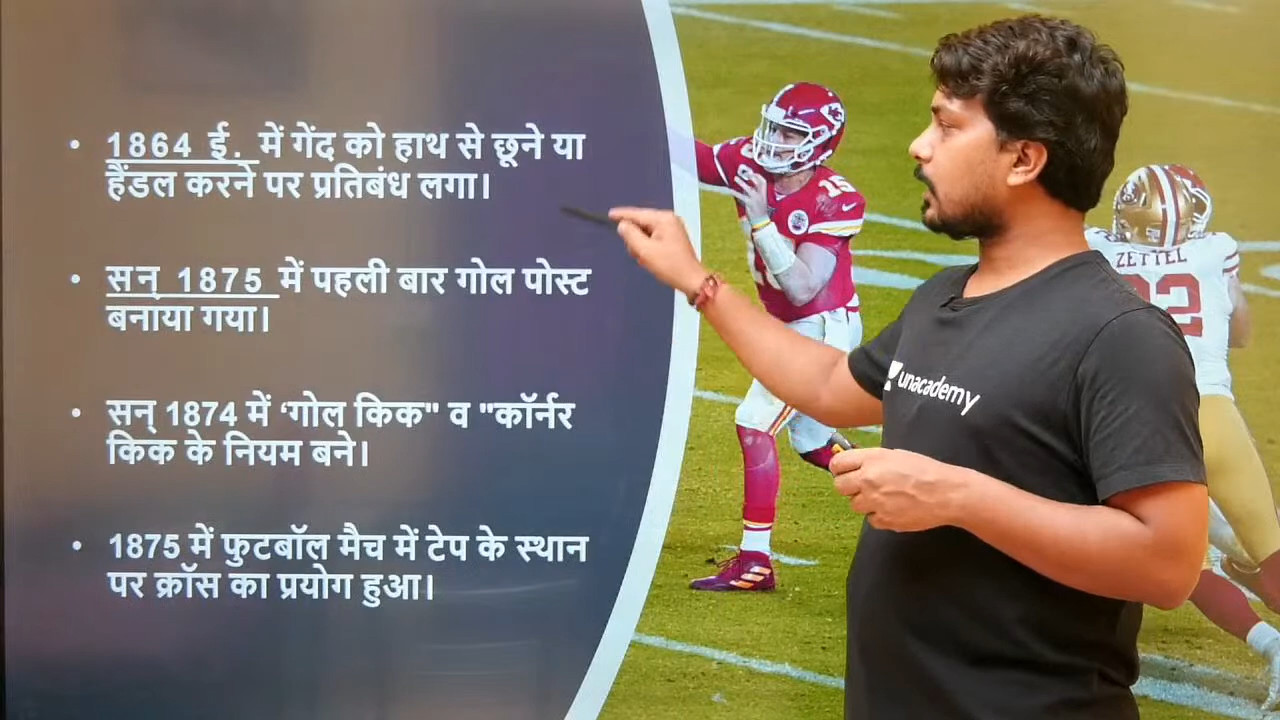 • 1864 ई. में गेंद को हाथ से छूने या
हैंडल करने पर प्रतिबंध लगा।
• सन् 1875 में पहली बार गोल पोस्ट
बनाया गया।
• सन् 1874 में ‘गोल किक" व "कॉर्नर
किक के नियम बने।
• 1875 में फुटबॉल मैच में टेप के स्थान
पर क्रॉस का प्रयोग हुआ।
15
ZETTEL
unacademy